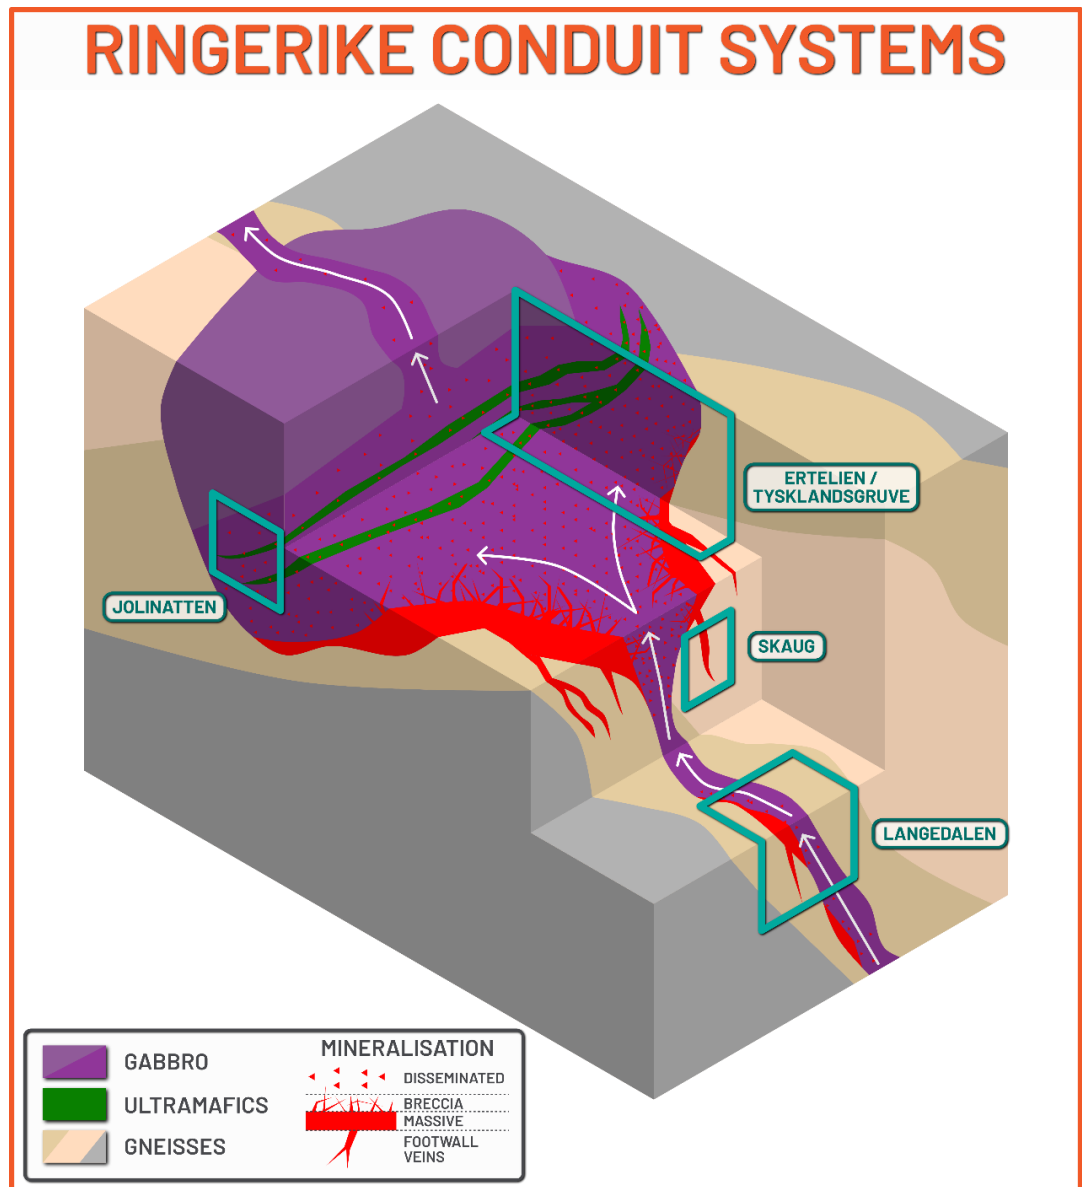 RINGERIKE CONDUIT SYSTEMS
ERTELIEN /
TYSKLANDSGRUVE
JOLINATTEN
SKAUG
LANGEDALEN
MINERALISATION
GABBRO
ULTRAMAFICS
GNEISSES
DISSEMINATED
BRECCIA
MASSIVE
FOOTWALL
VEINS